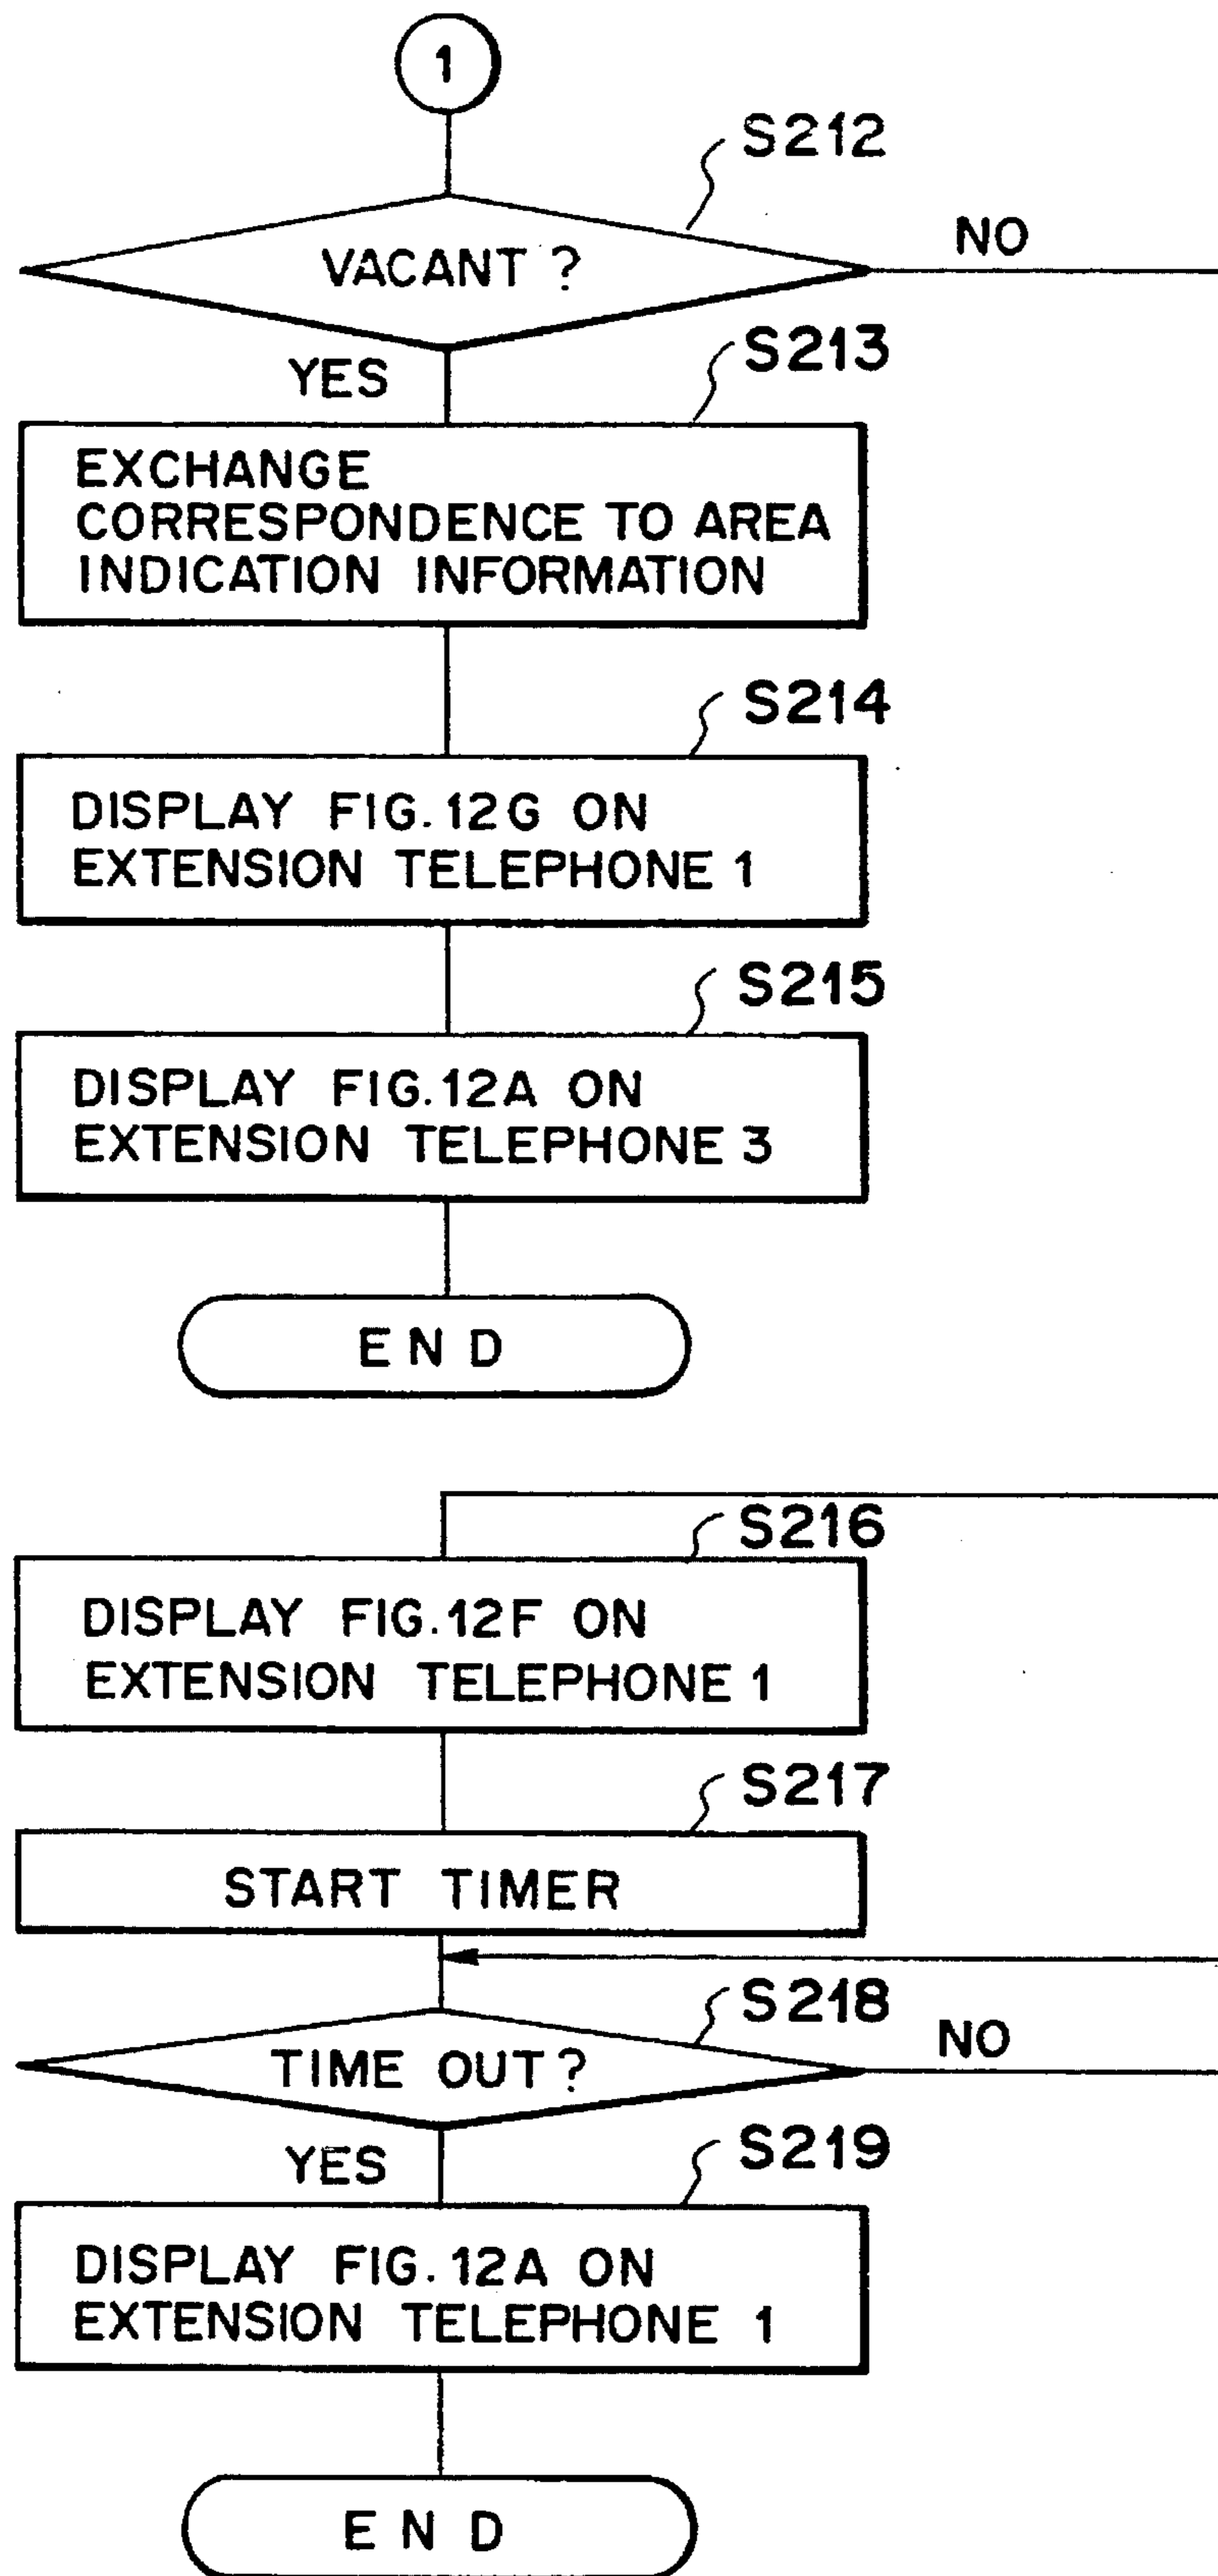 1
S212
VACANT ?
NO
YES
S213
EXCHANGE
CORRESPONDENCE TO AREA
INDICATION INFORMATION
S214
DISPLAY FIG. 12G ON
EXTENSION TELEPHONE 1
S215
DISPLAY FIG. 12A ON
EXTENSION TELEPHONE 3
END
S216
DISPLAY FIG. 12F ON
EXTENSION TELEPHONE 1
S217
START TIMER
S218
TIME OUT ?
NO
YES
S219
DISPLAY FIG. 12A ON
EXTENSION TELEPHONE 1
END